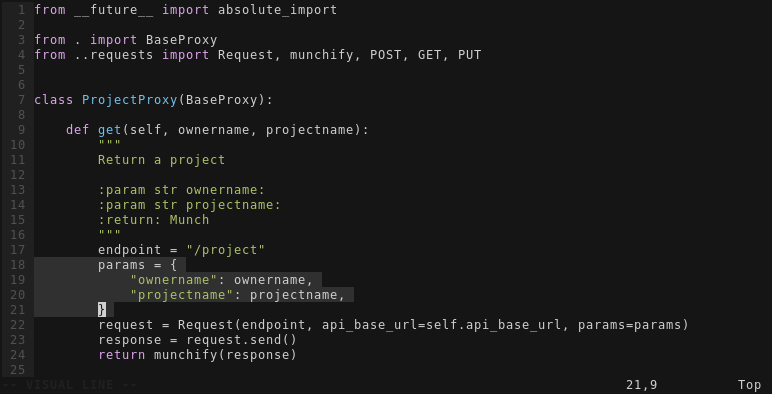 1 from __future__ import absolute_import
2
3 from . import BaseProxy
4 from ..requests import Request, munchify, POST, GET, PUT
5
6
7 class ProjectProxy(BaseProxy):
8
9     def get(self, ownername, projectname):
10         """
11         Return a project
12
13         :param str ownername:
14         :param str projectname:
15         :return: Munch
16         """
17         endpoint = "/project"
18         params = {
19             "ownername": ownername,
20             "projectname": projectname,
21         }
22         request = Request(endpoint, api_base_url=self.api_base_url, params=params)
23         response = request.send()
24         return munchify(response)
25
-- VISUAL LINE -- 21,9 Top